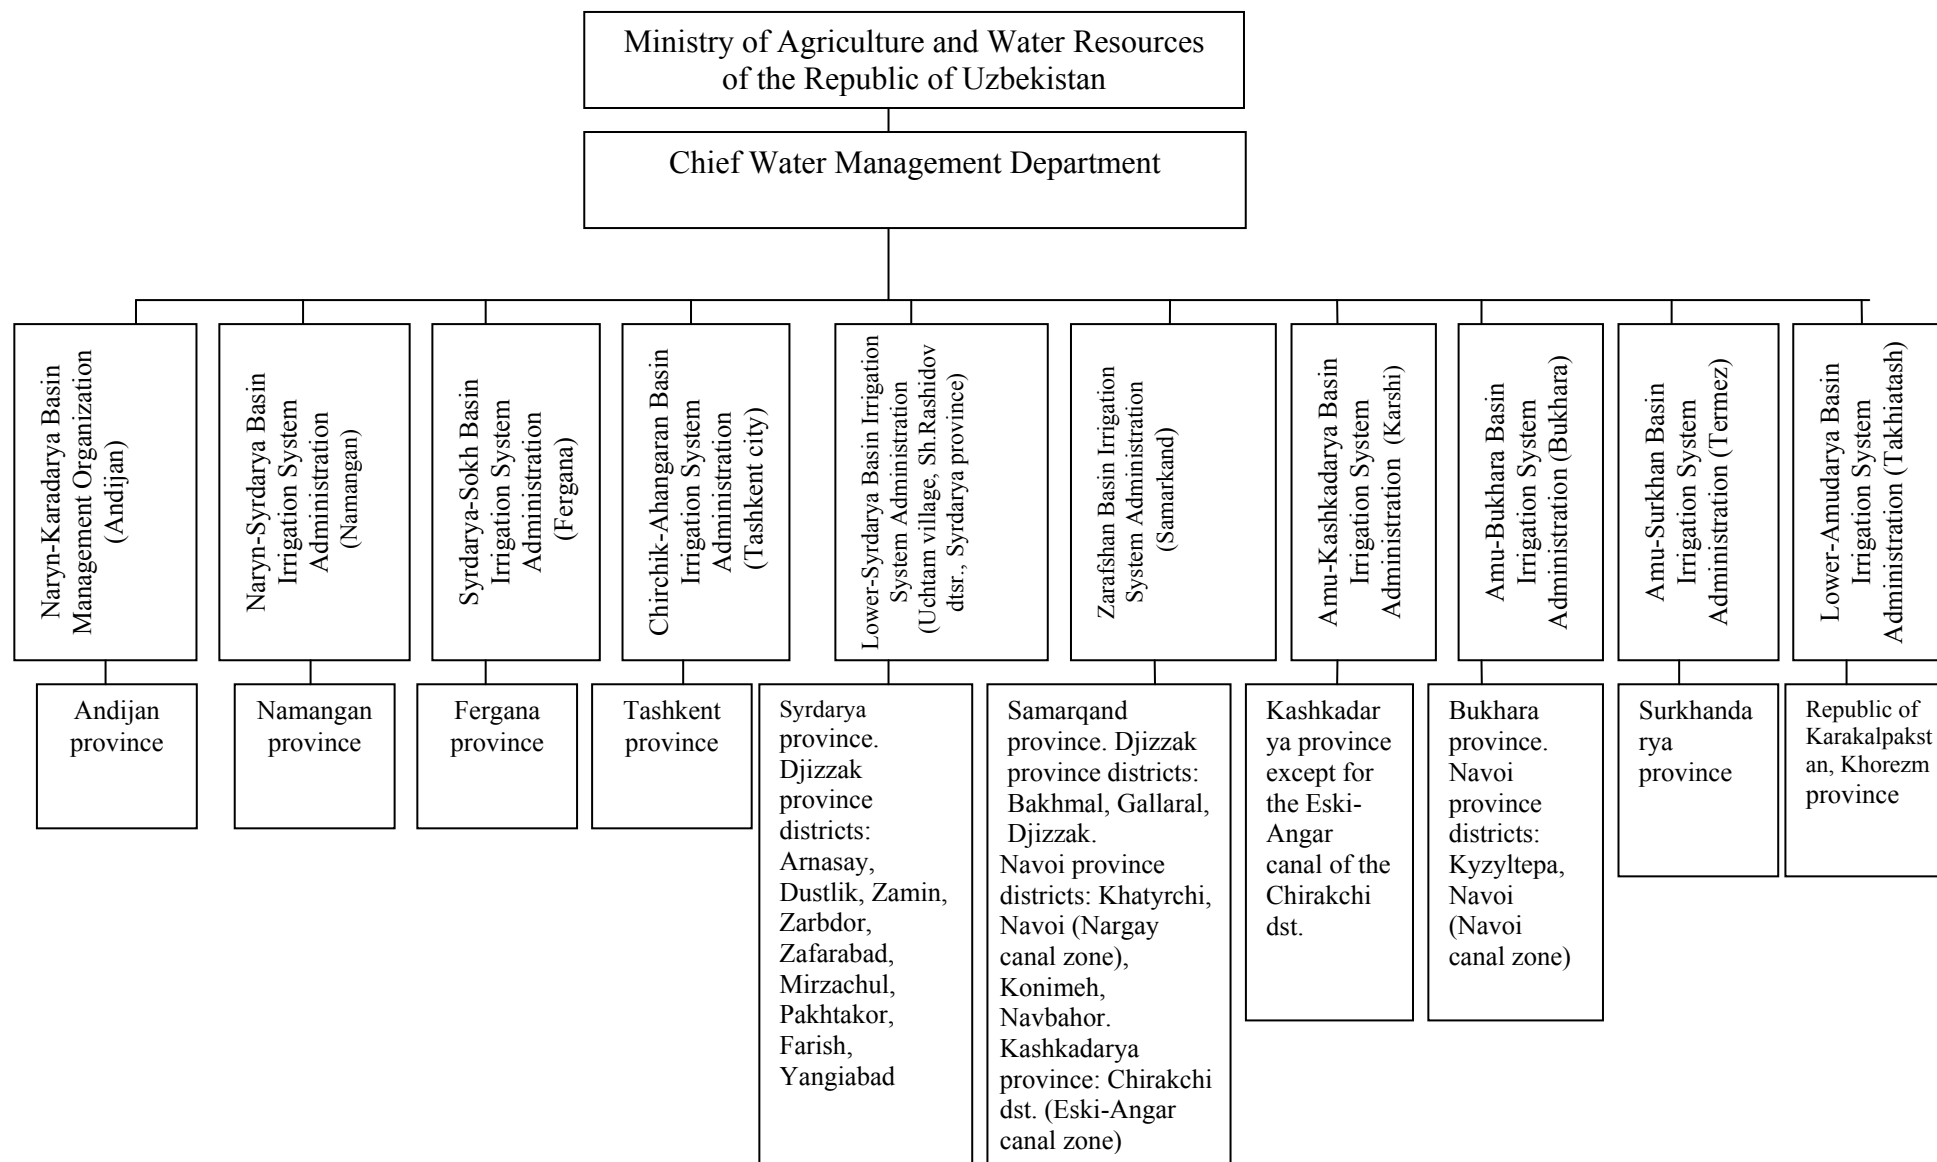 Ministry of Agriculture and Water Resources
of the Republic of Uzbekistan
Chief Water Management Department
Naryn-Karadarya Basin
Management Organization
(Andijan)
Naryn-Syrdarya Basin
Irrigation System
Administration
(Namangan)
Syrdarya-Sokh Basin
Irrigation System
Administration
(Fergana)
Chirchik-Ahangaran Basin
Irrigation System
Administration
(Tashkent city)
Lower-Syrdarya Basin Irrigation
System Administration
(Uchtam village, Sh.Rashidov
dtsr., Syrdarya province)
Zarafshan Basin Irrigation
System Administration
(Samarkand)
Amu-Kashkadarya Basin
Irrigation System
Administration (Karshi)
Amu-Bukhara Basin
Irrigation System
Administration (Bukhara)
Amu-Surkhan Basin
Irrigation System
Administration (Termez)
Lower-Amudarya Basin
Irrigation System
Administration (Takhiatash)
Andijan
province
Namangan
province
Fergana
province
Tashkent
province
Syrdarya
province.
Djizzak
province
districts:
Arnasay,
Dustlik, Zamin,
Zarbdor,
Zafarabad,
Mirzachul,
Pakhtakor,
Farish,
Yangiabad
Samarqand
province. Djizzak
province districts:
Bakhmal, Gallaral,
Djizzak.
Navoi province
districts: Khatyrchi,
Navoi (Nargay
canal zone),
Konimeh,
Navbahor.
Kashkadarya
province: Chirakchi
dst. (Eski-Angar
canal zone)
Kashkadar
ya province
except for
the Eski-
Angar
canal of the
Chirakchi
dst.
Bukhara
province.
Navoi
province
districts:
Kyzyltepa,
Navoi
(Navoi
canal zone)
Surkhanda
rya
province
Republic of
Karakalpakst
an, Khorezm
province